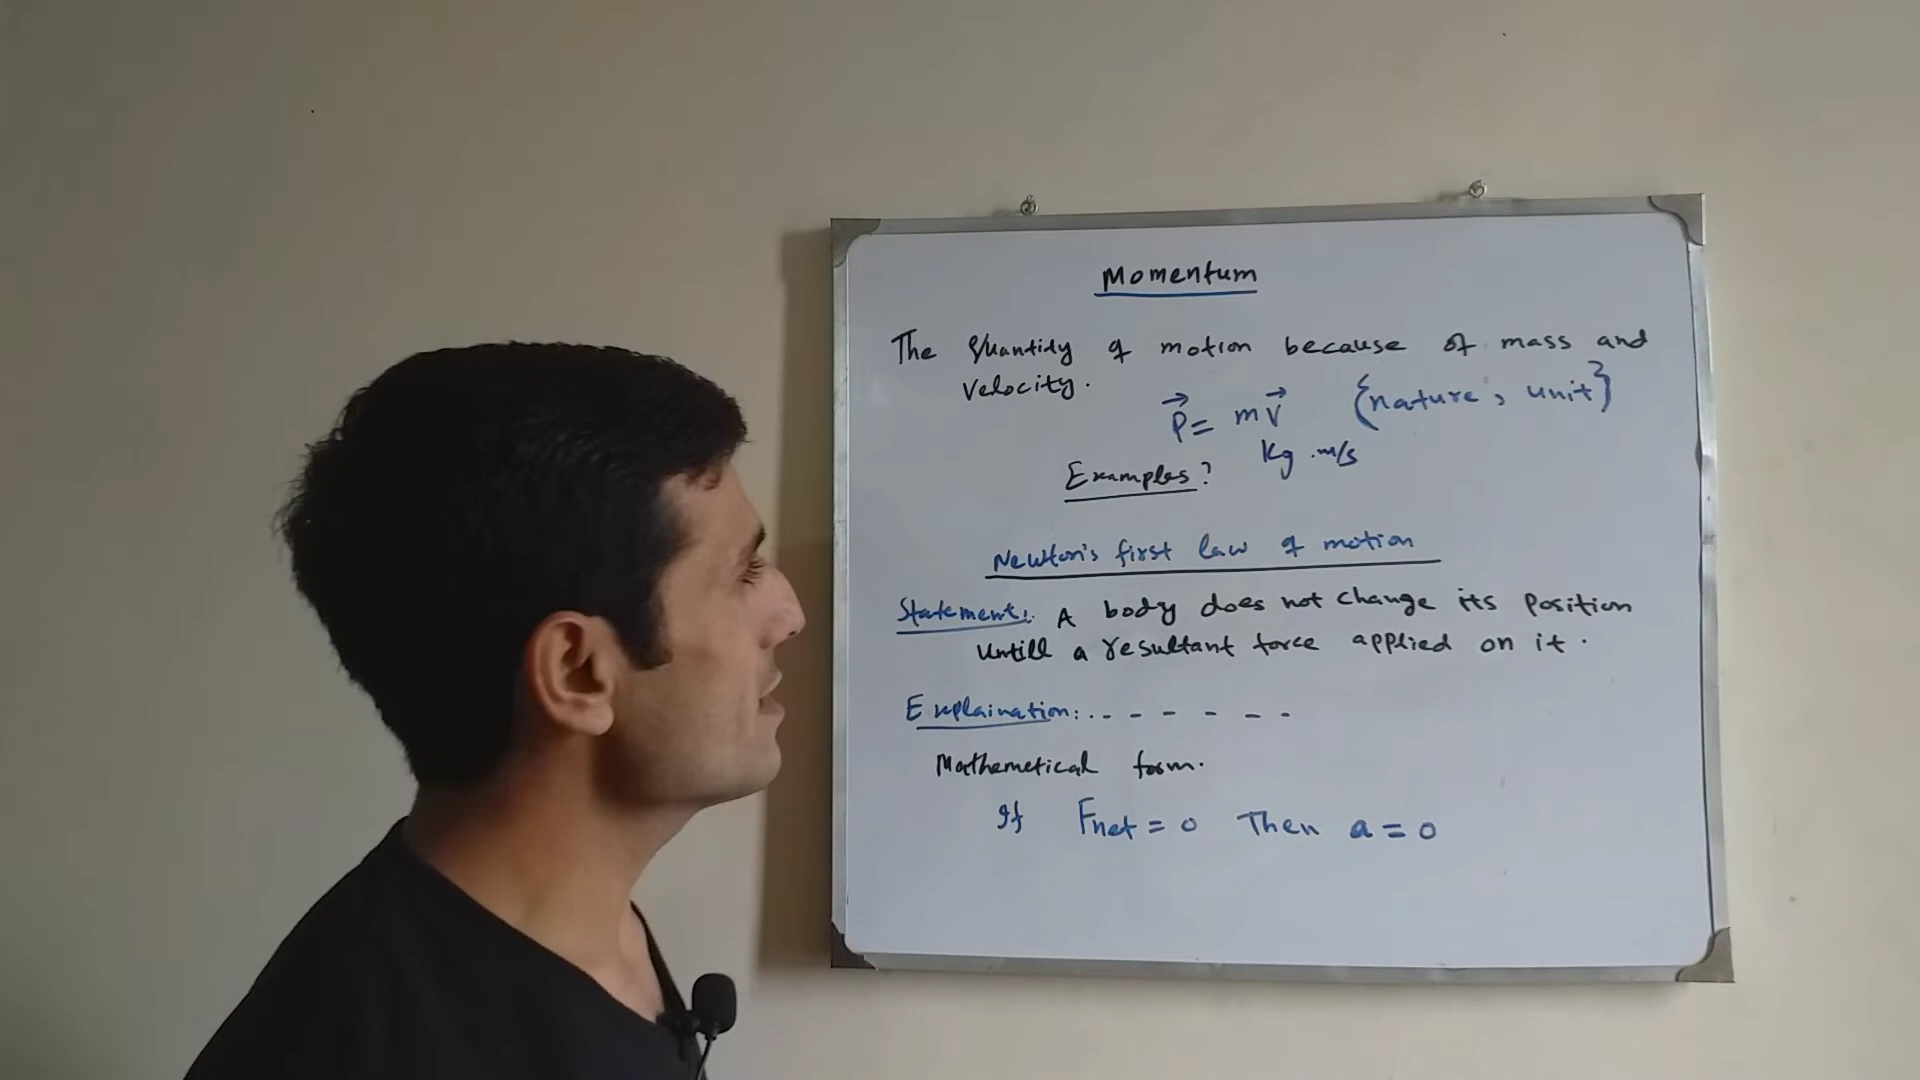 Momentum
The Quantity of motion because of mass and
velocity.
P⃗ = m v⃗ {nature, unit}
Kg . m/s
Examples?
Newton's first law of motion
Statement: A body does not change its position
Untill a resultant force applied on it .
Explaination: . - - - - - -
Mathemetical form.
If Fnet = 0 Then a = 0